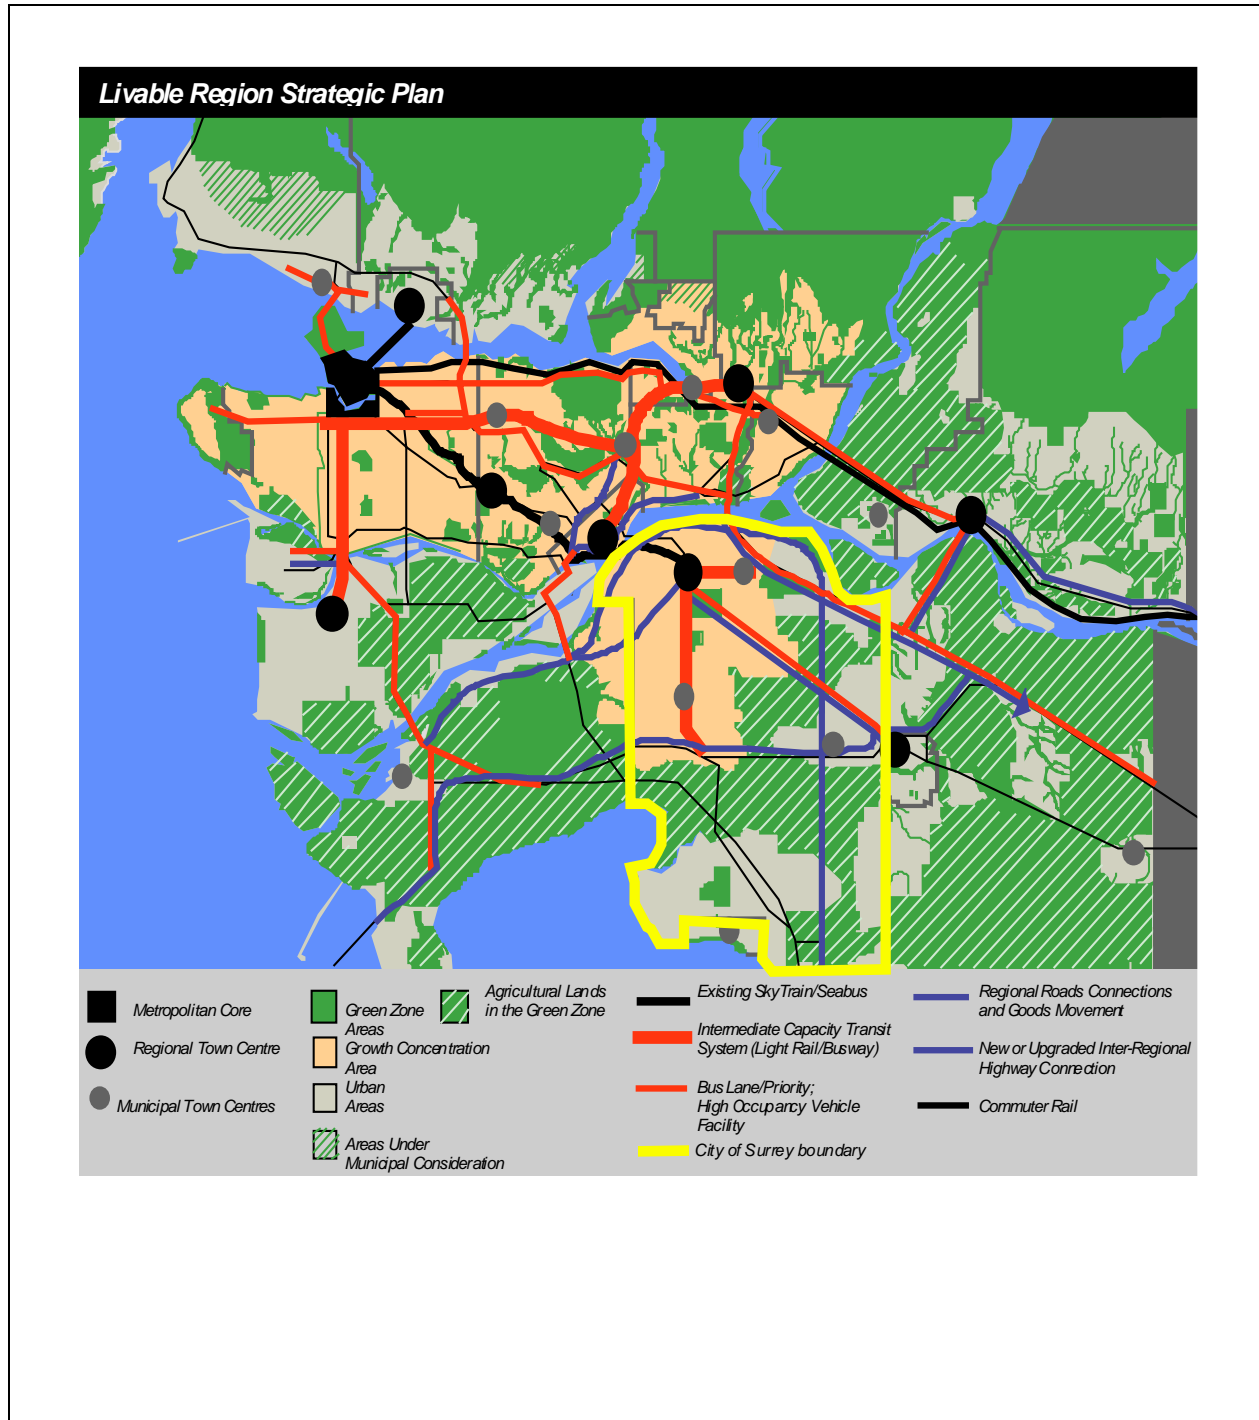 Livable Region Strategic Plan
Metropolitan Core
Regional Town Centre
Municipal Town Centres
Green Zone
Areas
Growth Concentration
Area
Urban
Areas
Areas Under
Municipal Consideration
Agricultural Lands
in the Green Zone
Existing SkyTrain/Seabus
Intermediate Capacity Transit
System (Light Rail/Busway)
Bus Lane/Priority;
High Occupancy Vehicle
Facility
City of Surrey boundary
Regional Roads Connections
and Goods Movement
New or Upgraded Inter-Regional
Highway Connection
Commuter Rail